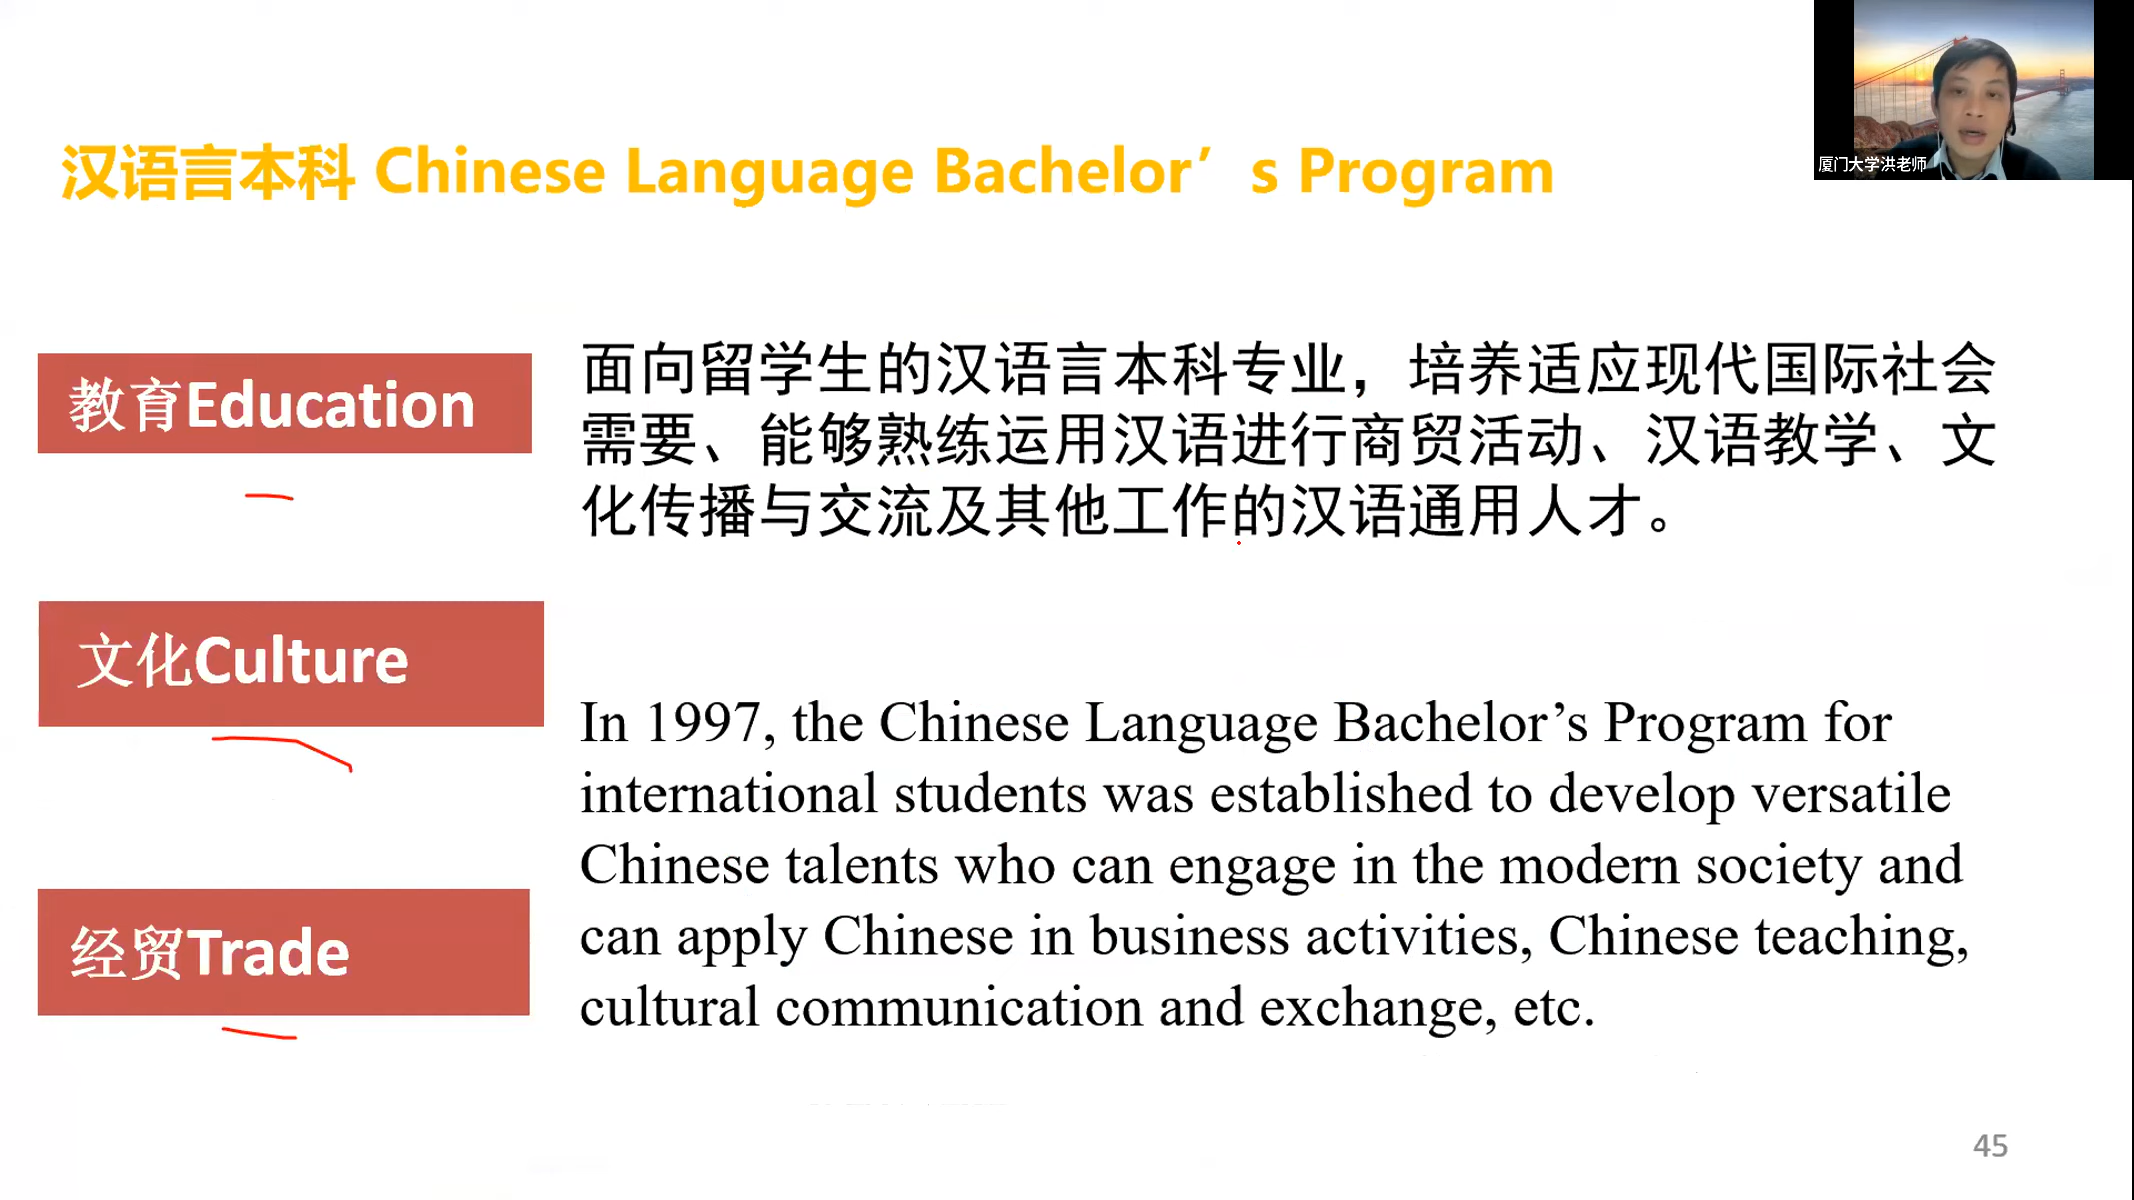 厦门大学洪老师
汉语言本科 Chinese Language Bachelor’s Program
教育Education
面向留学生的汉语言本科专业，培养适应现代国际社会
需要、能够熟练运用汉语进行商贸活动、汉语教学、文
化传播与交流及其他工作的汉语通用人才。
文化Culture
In 1997, the Chinese Language Bachelor’s Program for
international students was established to develop versatile
Chinese talents who can engage in the modern society and
can apply Chinese in business activities, Chinese teaching,
cultural communication and exchange, etc.
经贸Trade
45